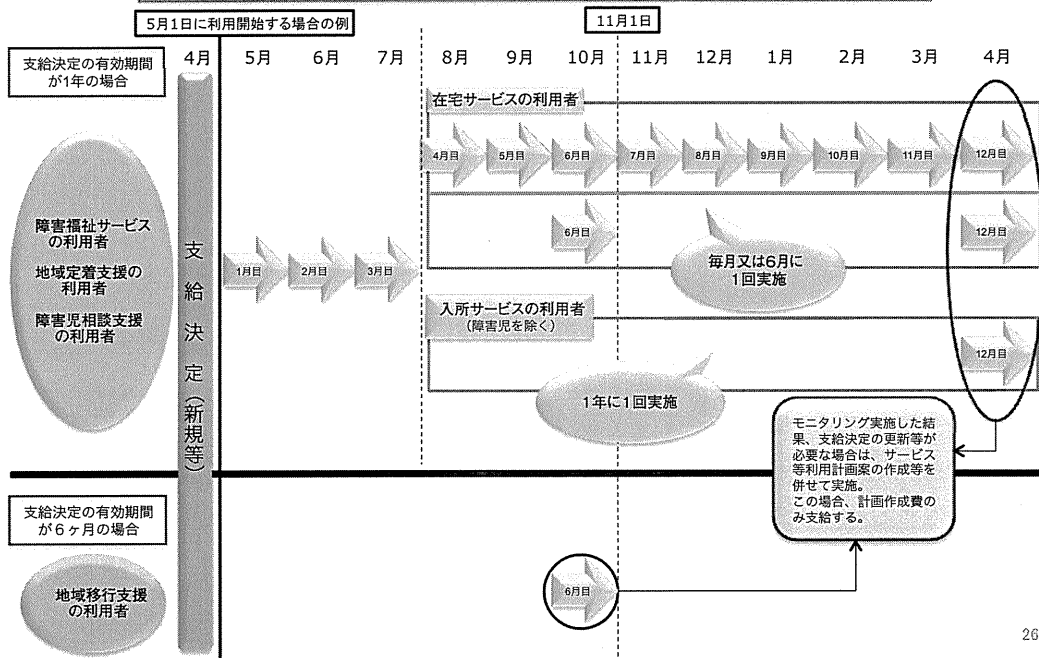 5月1日に利用開始する場合の例
11月1日
支給決定の有効期間
が1年の場合
4月
5月
6月
7月
8月
9月
10月
11月
12月
1月
2月
3月
4月
在宅サービスの利用者
4月目
5月目
6月目
7月目
8月目
9月目
10月目
11月目
12月目
障害福祉サービス
の利用者
地域定着支援の
利用者
障害児相談支援
の利用者
支給決定(新規等)
1月目
2月目
3月目
6月目
毎月又は6月に
1回実施
12月目
入所サービスの利用者
(障害児を除く)
1年に1回実施
12月目
モニタリング実施した結
果、支給決定の更新等が
必要な場合は、サービス
等利用計画案の作成等を
併せて実施。
この場合、計画作成費の
み支給する。
支給決定の有効期間
が6ヶ月の場合
地域移行支援
の利用者
6月目
26